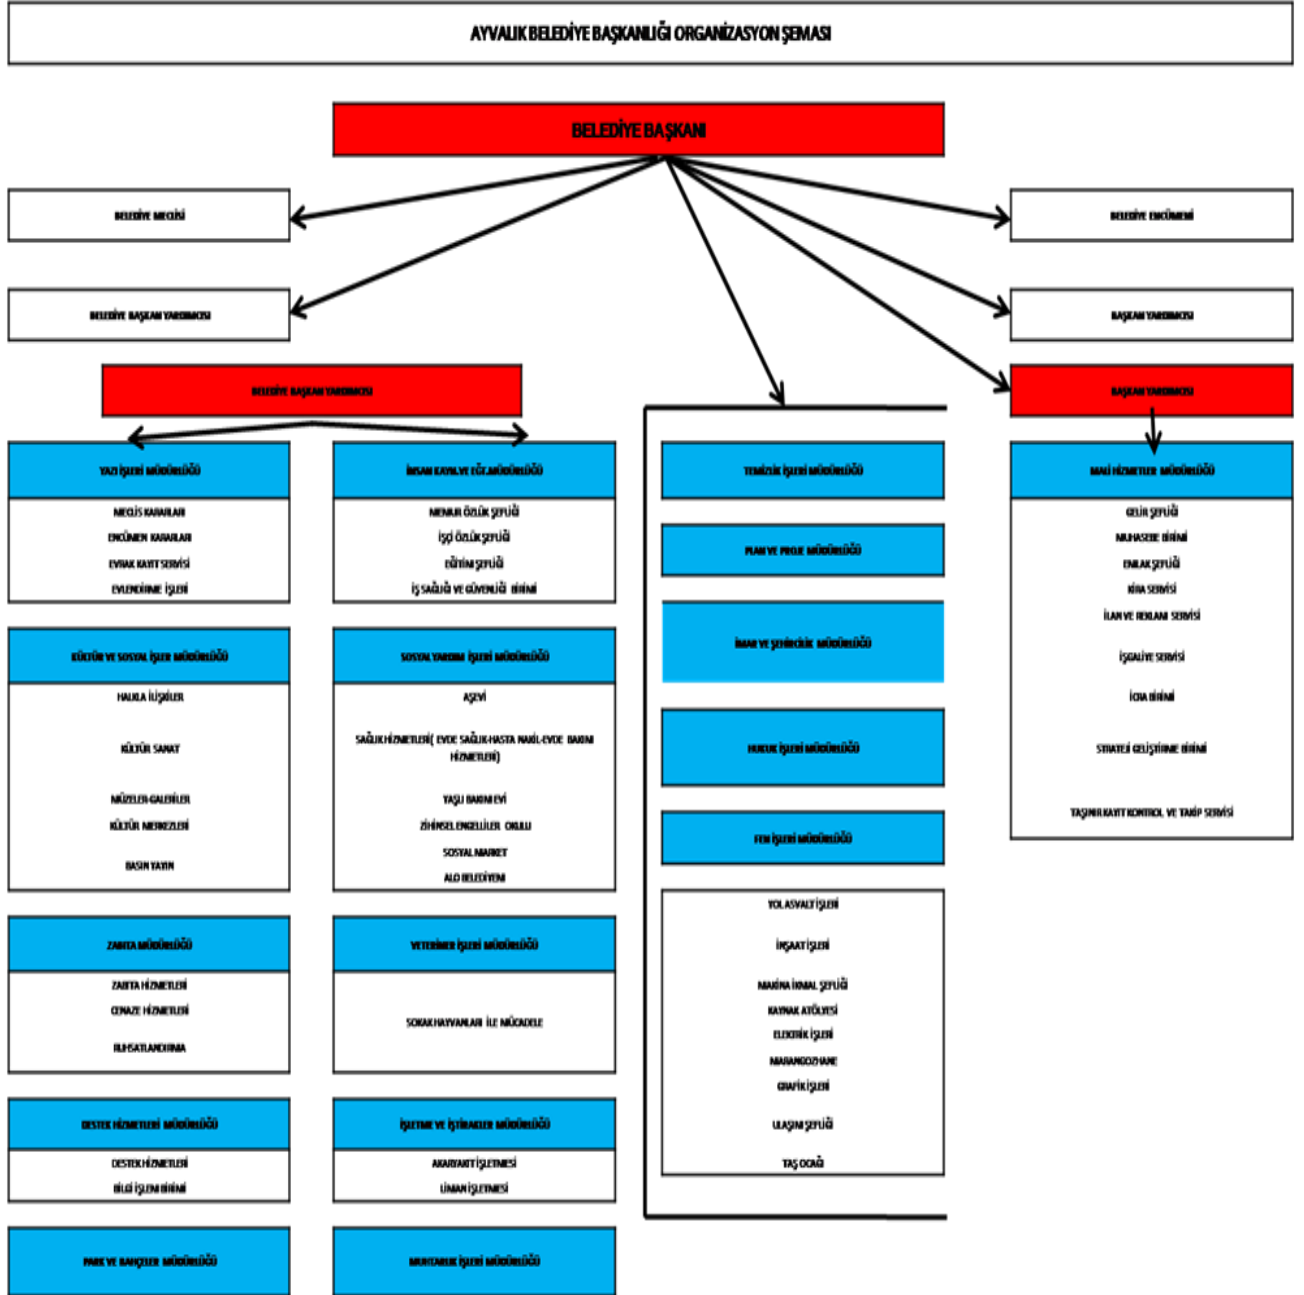 AYVALIK BELEDİYE BAŞKANLIĞI ORGANİZASYON ŞEMASI
BELEDİYE BAŞKANI
BELEDİYE MECLİSİ
BELEDİYE ENCÜMENİ
BELEDİYE BAŞKAN YARDIMCISI
BAŞKAN YARDIMCISI
BELEDİYE BAŞKAN YARDIMCISI
BAŞKAN YARDIMCISI
YAZI İŞLERİ MÜDÜRLÜĞÜ
MECLİS KARARLARI
ENCÜMEN KARARLARI
EVRAK KAYIT SERVİSİ
EVLENDİRME İŞLERİ
KÜLTÜR VE SOSYAL İŞLER MÜDÜRLÜĞÜ
HALKLA İLİŞKİLER
KÜLTÜR SANAT
MÜZELER-GALERİLER
KÜLTÜR MERKEZLERİ
BASIN YAYIN
ZABITA MÜDÜRLÜĞÜ
ZABITA HİZMETLERİ
CENAZE HİZMETLERİ
RUHSATLANDIRMA
DESTEK HİZMETLERİ MÜDÜRLÜĞÜ
DESTEK HİZMETLERİ
BİLGİ İŞLEM BİRİMİ
PARK VE BAHÇELER MÜDÜRLÜĞÜ
İNSAN KAYN.VE EĞT.MÜDÜRLÜĞÜ
MEMUR ÖZLÜK ŞEFLİĞİ
İŞÇİ ÖZLÜK ŞEFLİĞİ
EĞİTİM ŞEFLİĞİ
İŞ SAĞLIĞI VE GÜVENLİĞİ BİRİMİ
SOSYAL YARDIM İŞLERİ MÜDÜRLÜĞÜ
AŞEVİ
SAĞLIK HİZMETLERİ( EVDE SAĞLIK-HASTA NAKİL-EVDE BAKIM
HİZMETLERİ)
YAŞLI BAKIM EVİ
ZİHİNSEL ENGELLİLER OKULU
SOSYAL MARKET
ALO BELEDİYEM
VETERİNER İŞLERİ MÜDÜRLÜĞÜ
SOKAK HAYVANLARI İLE MÜCADELE
İŞLETME VE İŞTİRAKLER MÜDÜRLÜĞÜ
AKARYAKIT İŞLETMESİ
LİMAN İŞLETMESİ
MUHTARLIK İŞLERİ MÜDÜRLÜĞÜ
TEMİZLİK İŞLERİ MÜDÜRLÜĞÜ
PLAN VE PROJE MÜDÜRLÜĞÜ
İMAR VE ŞEHİRCİLİK MÜDÜRLÜĞÜ
HUKUK İŞLERİ MÜDÜRLÜĞÜ
FEN İŞLERİ MÜDÜRLÜĞÜ
YOL ASVALT İŞLERİ
İNŞAAT İŞLERİ
MAKİNA İKMAL ŞEFLİĞİ
KAYNAK ATÖLYESİ
ELEKTRİK İŞLERİ
MARANGOZHANE
GRAFİK İŞLERİ
ULAŞIM ŞEFLİĞİ
TAŞ OCAĞI
MALİ HİZMETLER MÜDÜRLÜĞÜ
GELİR ŞEFLİĞİ
MUHASEBE BİRİMİ
EMLAK ŞEFLİĞİ
KİRA SERVİSİ
İLAN VE REKLAM SERVİSİ
İŞGALİYE SERVİSİ
İCRA BİRİMİ
STRATEJİ GELİŞTİRME BİRİMİ
TAŞINIR KAYIT KONTROL VE TAKİP SERVİSİ